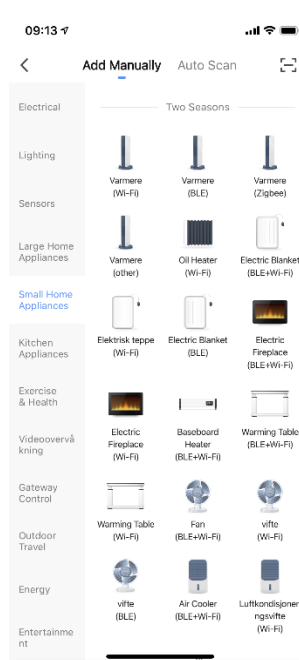 09:13
Add Manually Auto Scan
Electrical
Lighting
Sensors
Large Home
Appliances
Small Home
Appliances
Kitchen
Appliances
Exercise
& Health
Videoovervå
kning
Gateway
Control
Outdoor
Travel
Energy
Entertainme
nt
Two Seasons
Varmere
(Wi-Fi)
Varmere
(BLE)
Varmere
(Zigbee)
Varmere
(other)
Oil Heater
(Wi-Fi)
Electric Blanket
(BLE+Wi-Fi)
Elektrisk teppe
(Wi-Fi)
Electric Blanket
(BLE)
Electric
Fireplace
(BLE+Wi-Fi)
Electric
Fireplace
(Wi-Fi)
Baseboard
Heater
(BLE+Wi-Fi)
Warming Table
(BLE+Wi-Fi)
Warming Table
(Wi-Fi)
Fan
(BLE+Wi-Fi)
vifte
(Wi-Fi)
vifte
(BLE)
Air Cooler
(BLE+Wi-Fi)
Luftkondisjoner
ngsvifte
(Wi-Fi)